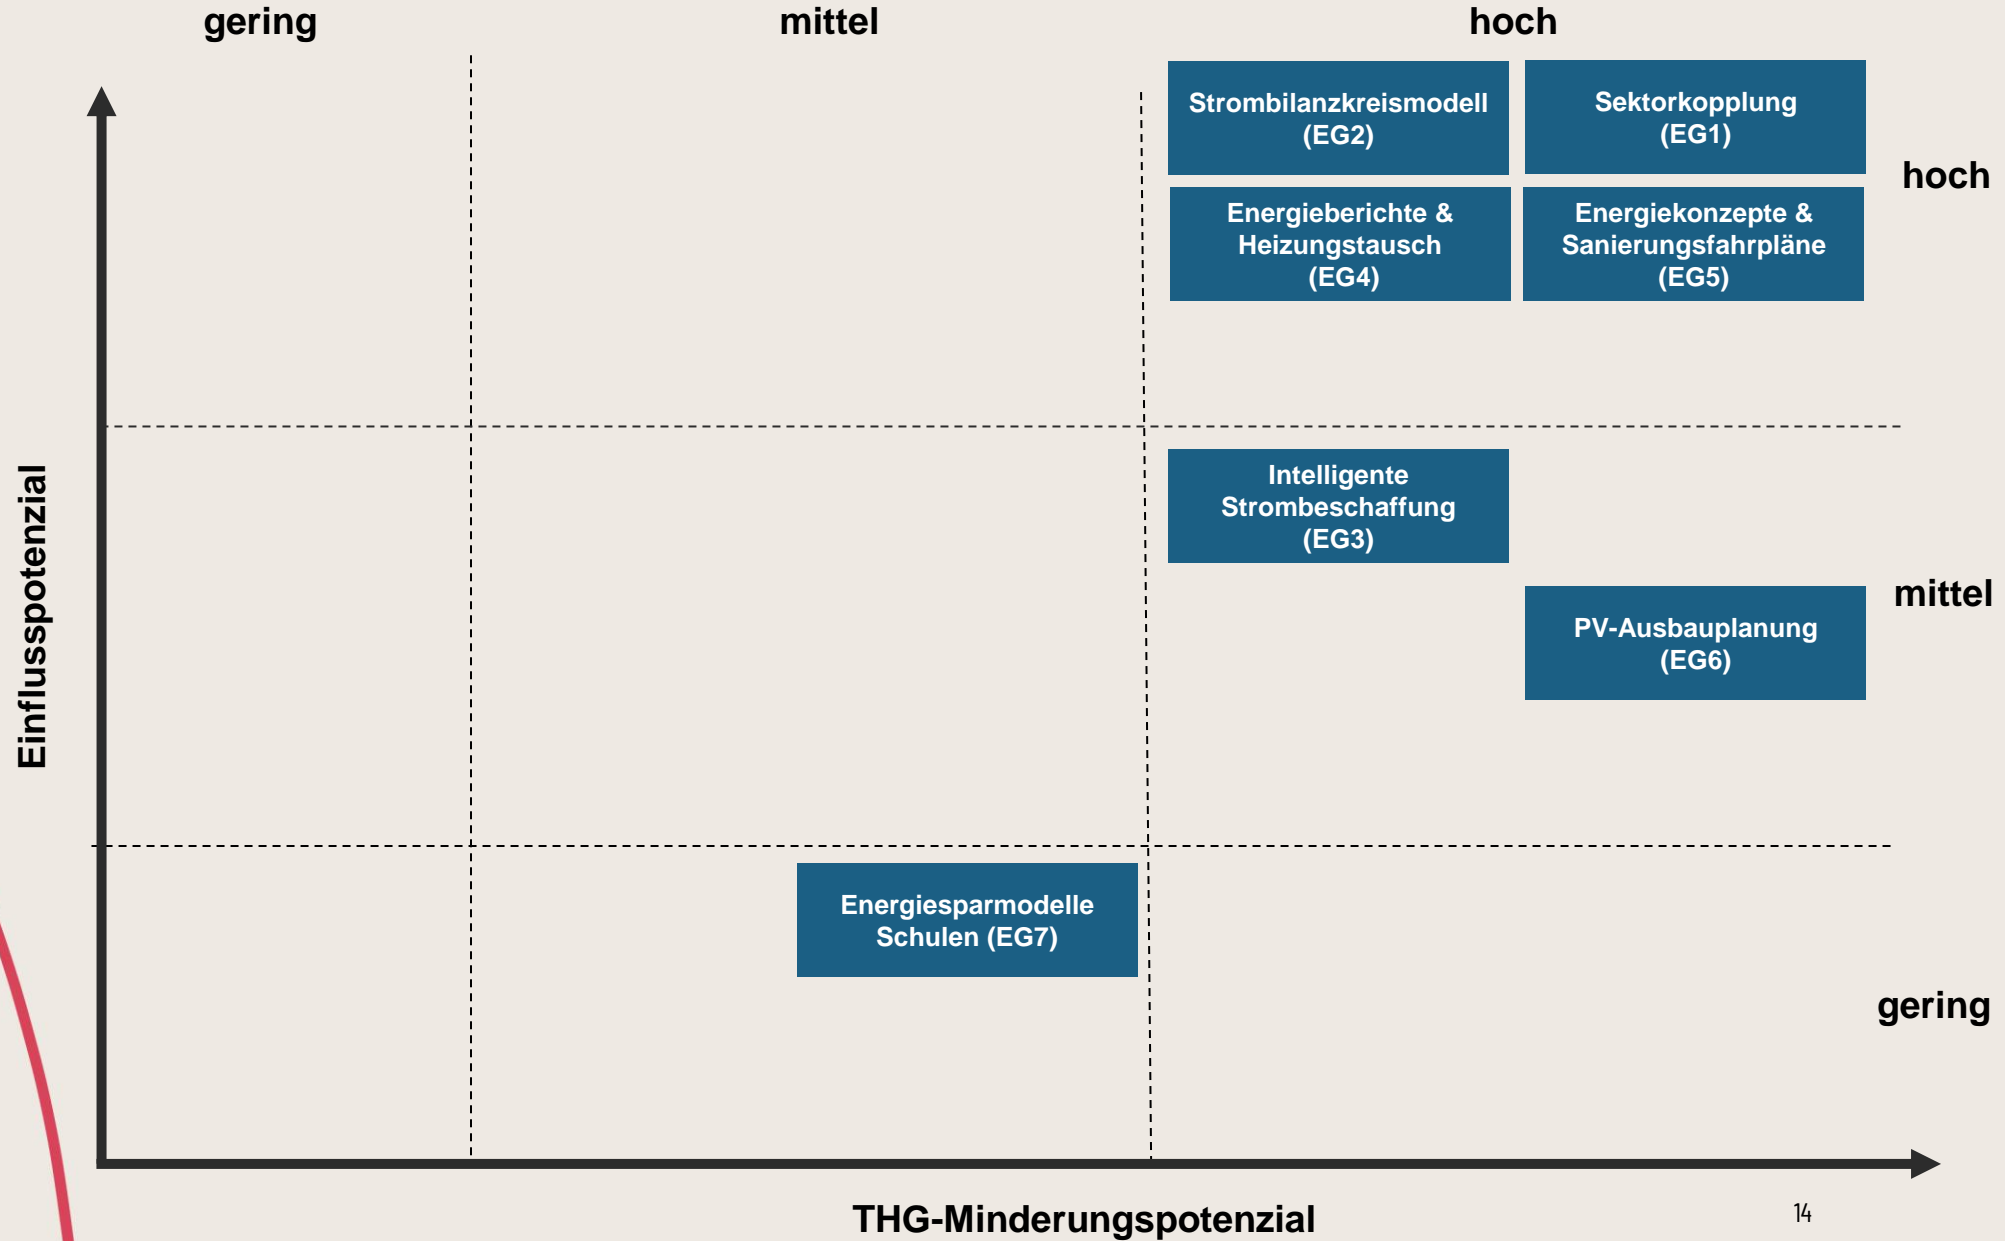 gering
mittel
hoch
Strombilanzkreismodell
(EG2)
Sektorkopplung
(EG1)
hoch
Energieberichte &
Heizungstausch
(EG4)
Energiekonzepte &
Sanierungsfahrpläne
(EG5)
Einflusspotenzial
Intelligente
Strombeschaffung
(EG3)
mittel
PV-Ausbauplanung
(EG6)
Energiesparmodelle
Schulen (EG7)
gering
THG-Minderungspotenzial
14